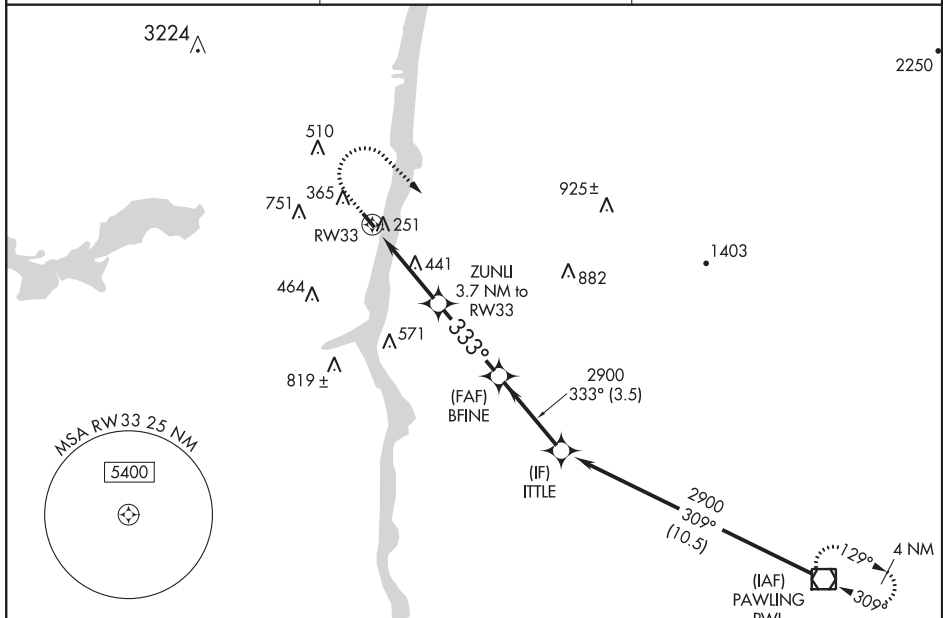 3224
2250
510
925 ±
751
365
RW33
251
1403
441
ZUNLI
3.7 NM to
RW33
882
464
333°
571
819 ±
2900
333° (3.5)
(FAF)
BFINE
MSA RW33 25 NM
5400
(IF)
ITTLE
2900
309°
(10.5)
129°
4 NM
309°
(IAF)
PAWLING